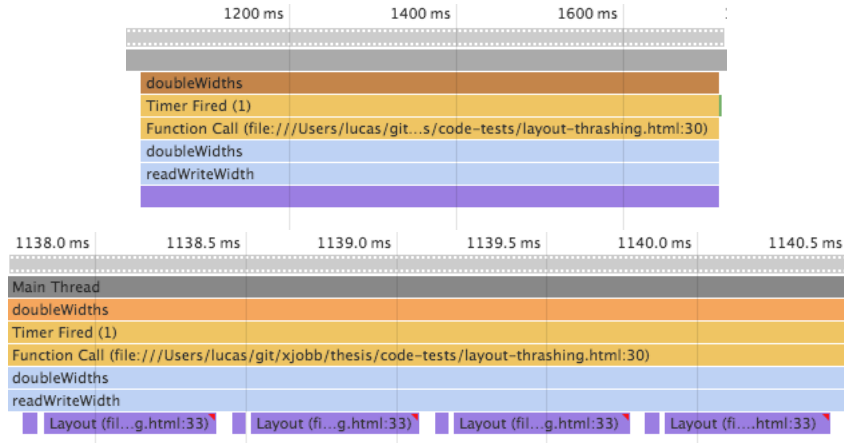 1200 ms 1400 ms 1600 ms
doubleWidths
Timer Fired (1)
Function Call (file:///Users/lucas/git...s/code-tests/layout-thrashing.html:30)
doubleWidths
readWriteWidth
1138.0 ms 1138.5 ms 1139.0 ms 1139.5 ms 1140.0 ms 1140.5 ms
Main Thread
doubleWidths
Timer Fired (1)
Function Call (file:///Users/lucas/git/xjobb/thesis/code-tests/layout-thrashing.html:30)
doubleWidths
readWriteWidth
Layout (fil...g.html:33) Layout (fi...g.html:33) Layout (fil...g.html:33) Layout (fi....html:33)